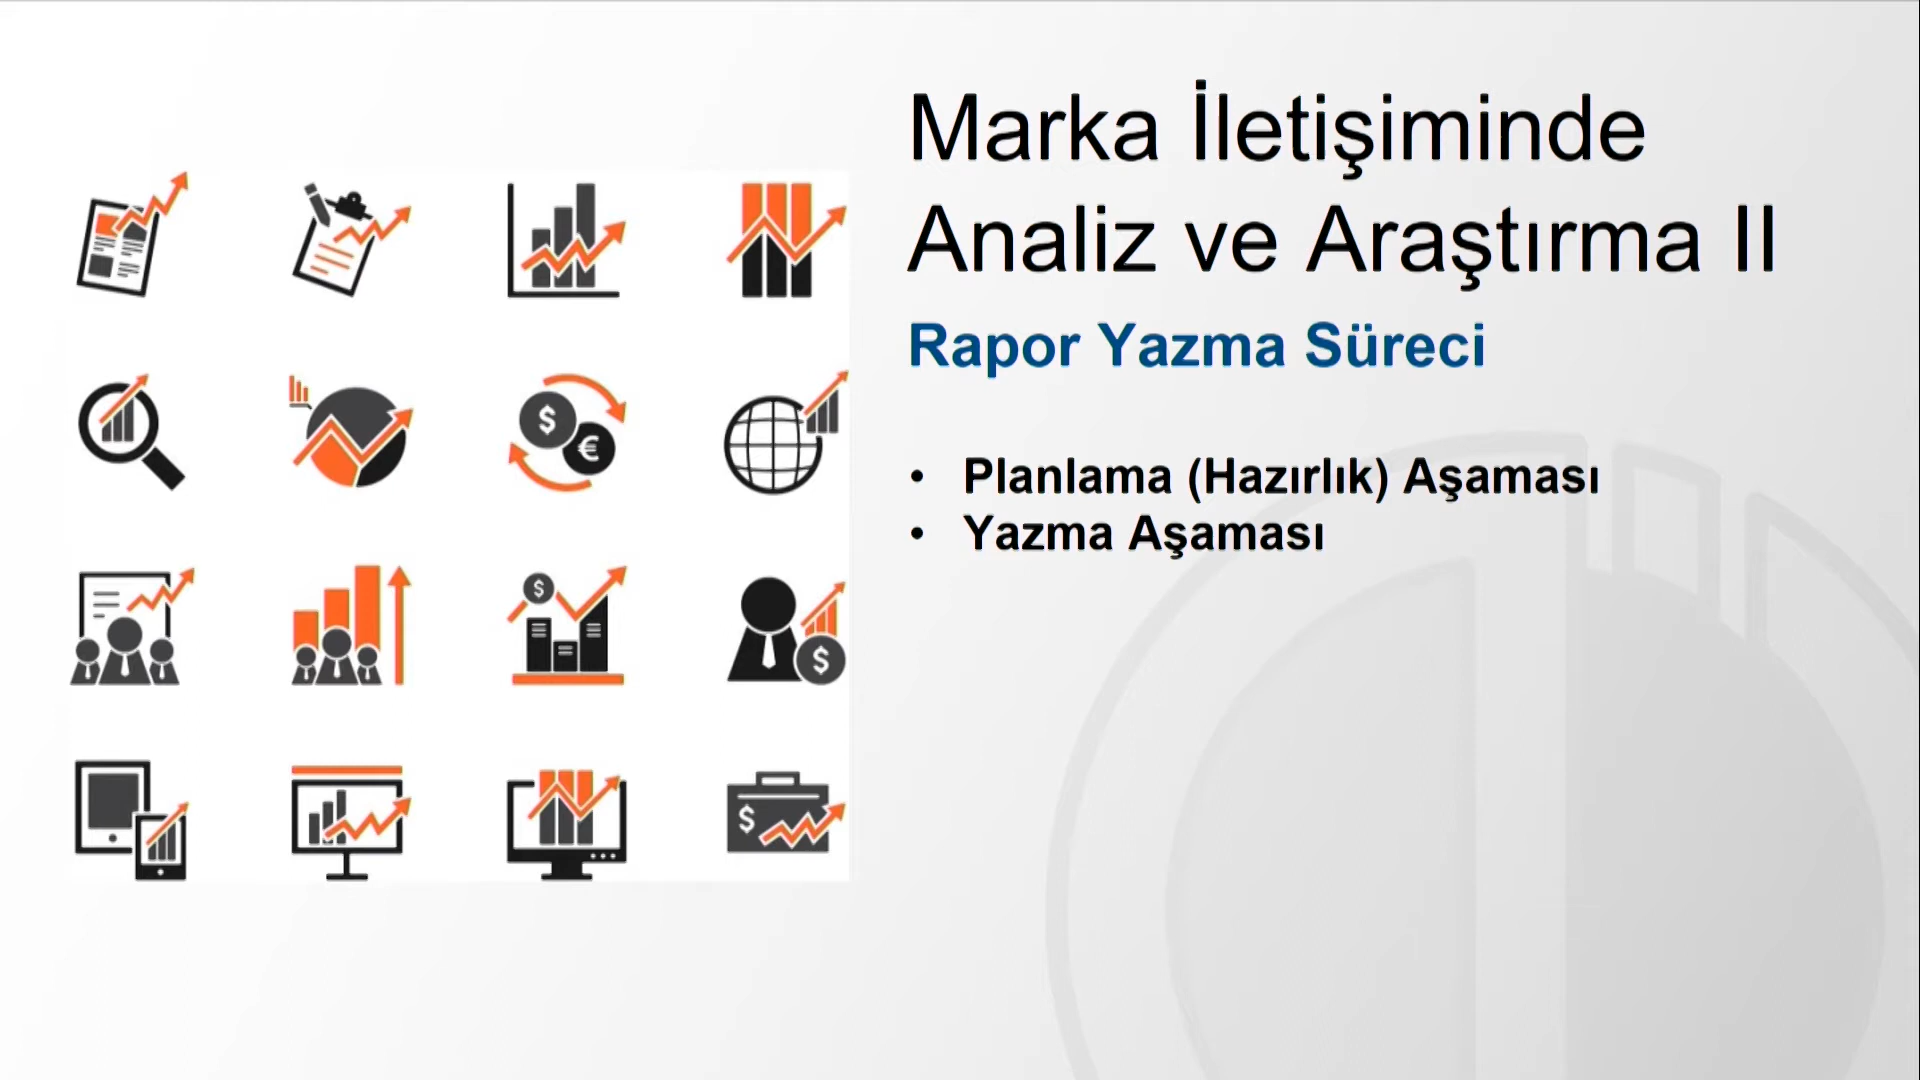 Marka İletişiminde
Analiz ve Araştırma II
Rapor Yazma Süreci
• Planlama (Hazırlık) Aşaması
• Yazma Aşaması
$
€
$
$
$